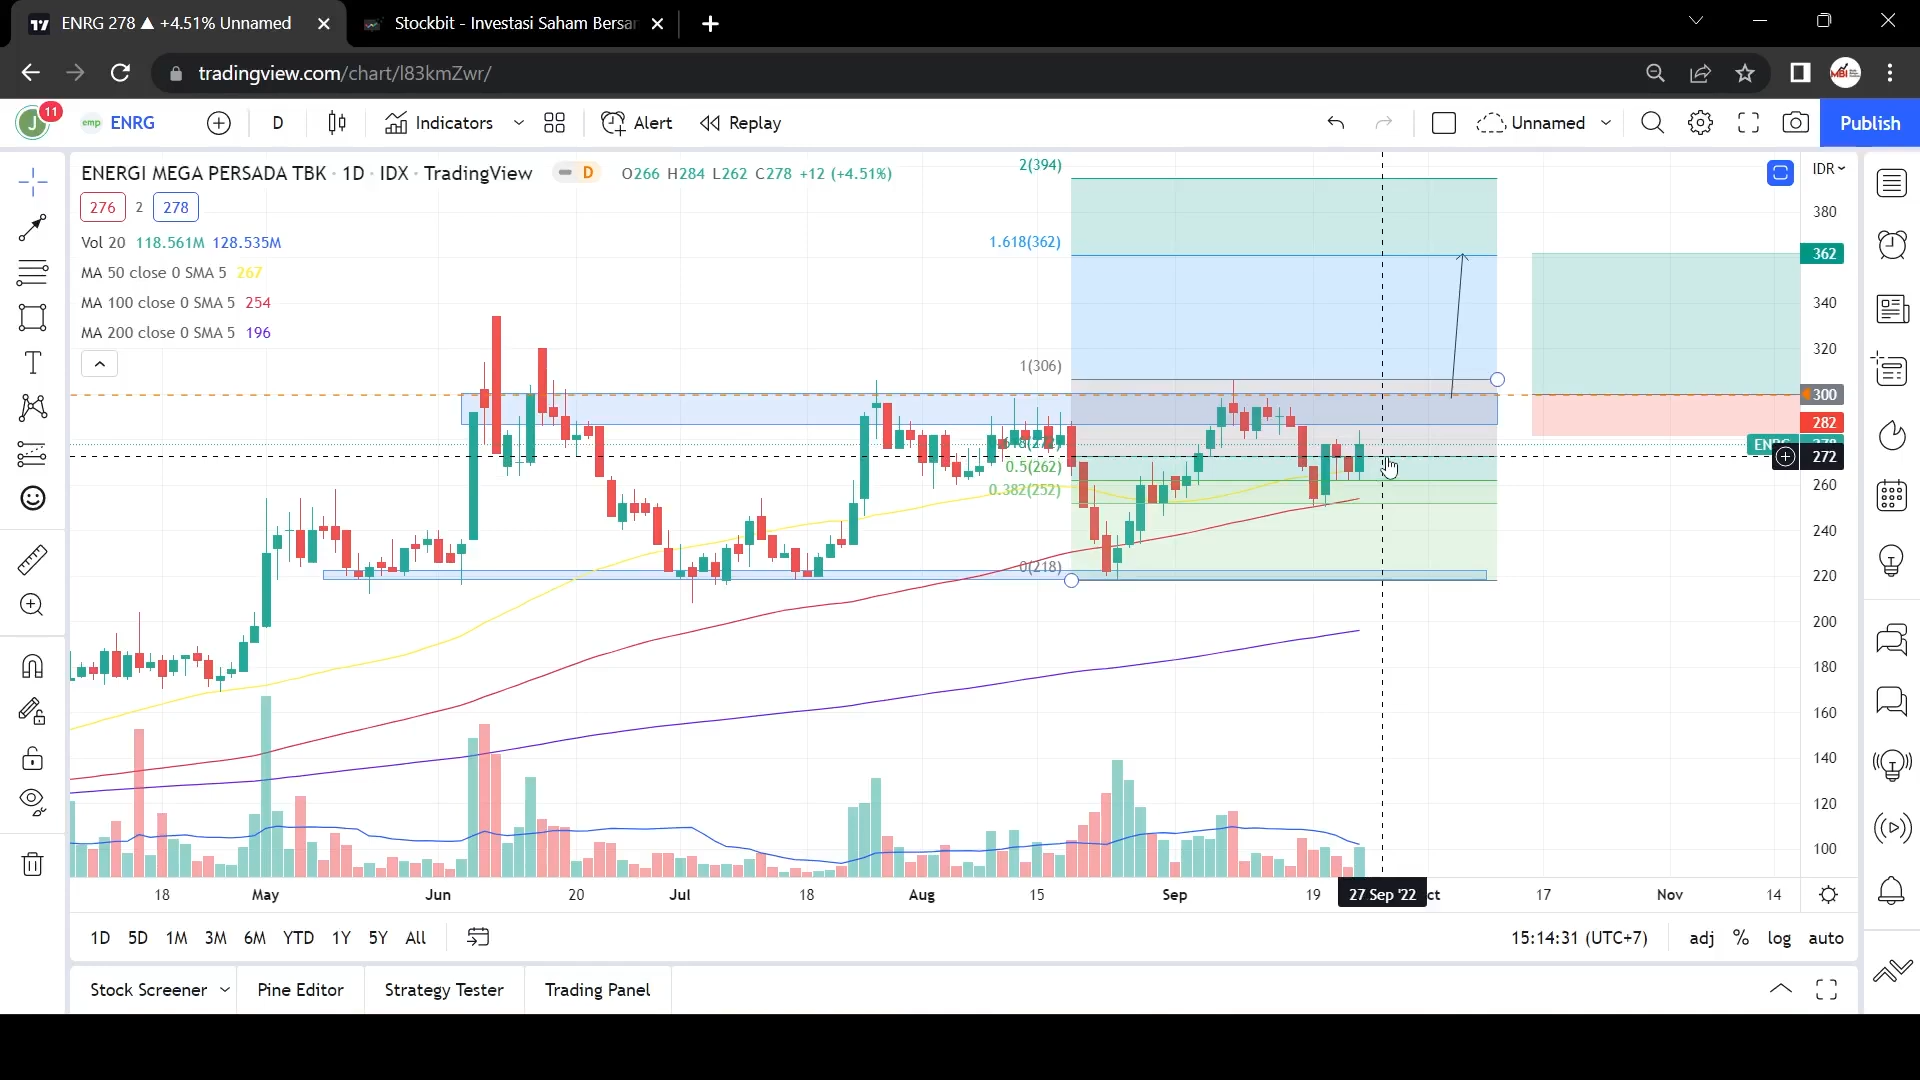 ENRG 278 ▲ +4.51% Unnamed
Stockbit - Investasi Saham Bersa
tradingview.com/chart/l83kmZwr/
J 11 emp ENRG D Indicators Alert Replay Unnamed Publish
ENERGI MEGA PERSADA TBK · 1D · IDX · TradingView D O266 H284 L262 C278 +12 (+4.51%)
276 2 278
Vol 20 118.561M 128.535M
MA 50 close 0 SMA 5 267
MA 100 close 0 SMA 5 254
MA 200 close 0 SMA 5 196
2(394)
1.618(362)
1(306)
0.5(262)
0.382(252)
0(218)
IDR
380
362
340
320
300
282
272
260
240
220
200
180
160
140
120
100
18 May Jun 20 Jul 18 Aug 15 Sep 19 27 Sep '22 17 Nov 14
1D 5D 1M 3M 6M YTD 1Y 5Y All 15:14:31 (UTC+7) adj % log auto
Stock Screener Pine Editor Strategy Tester Trading Panel